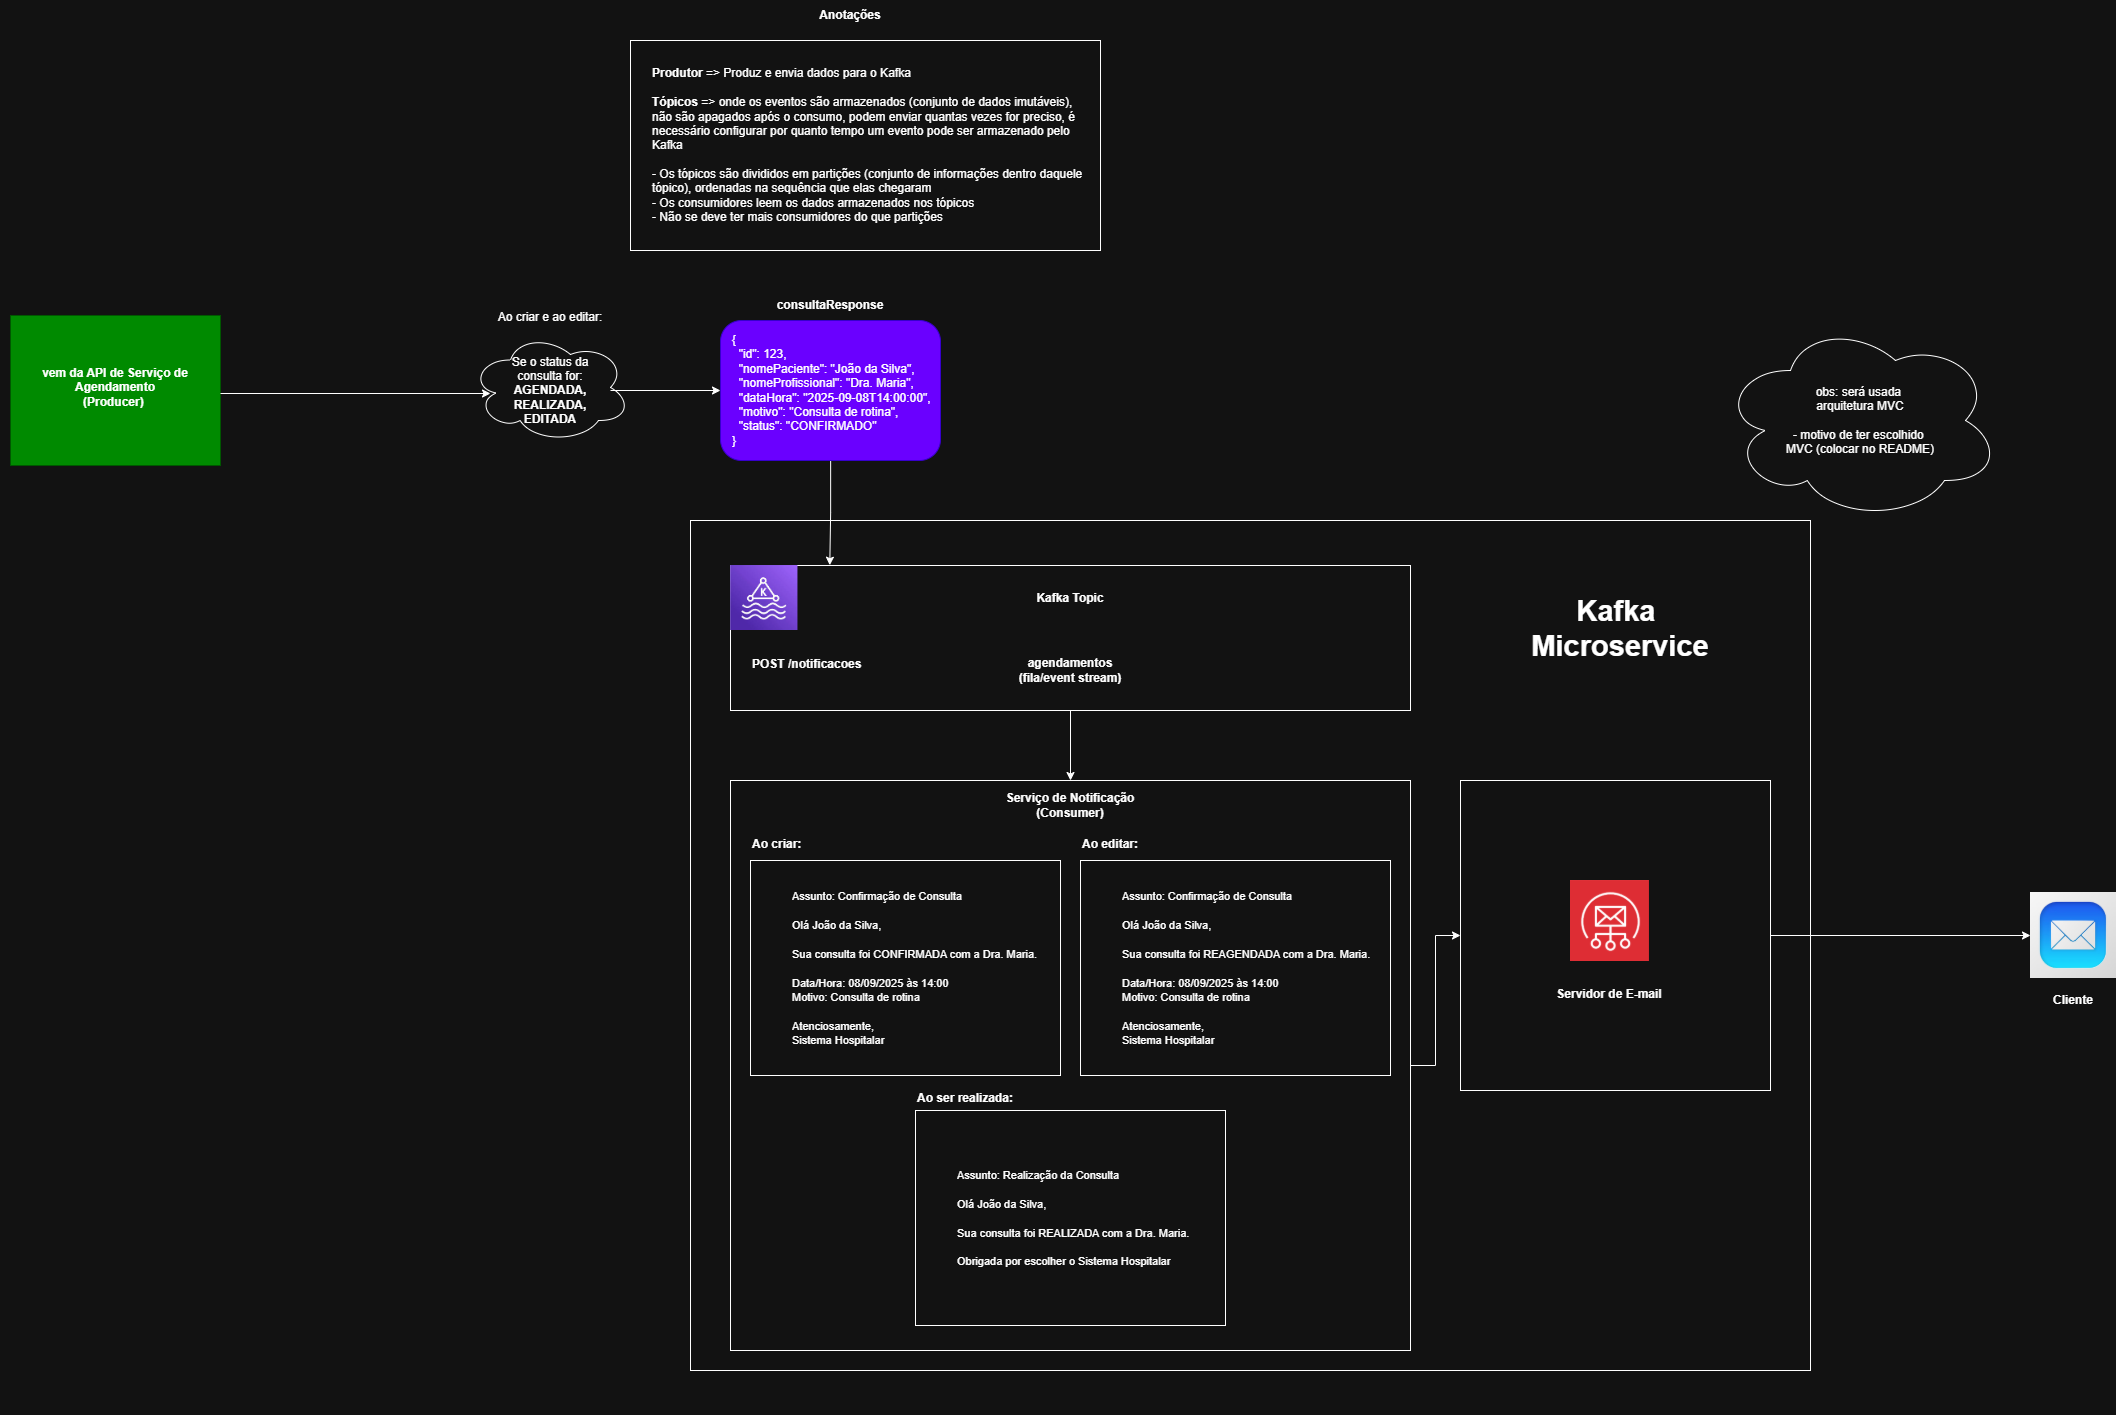 Anotações
Produtor => Produz e envia dados para o Kafka
Tópicos => onde os eventos são armazenados (conjunto de dados imutáveis),
não são apagados após o consumo, podem enviar quantas vezes for preciso, é
necessário configurar por quanto tempo um evento pode ser armazenado pelo
Kafka
- Os tópicos são divididos em partições (conjunto de informações dentro daquele
tópico), ordenadas na sequência que elas chegaram
- Os consumidores leem os dados armazenados nos tópicos
- Não se deve ter mais consumidores do que partições
vem da API de Serviço de
Agendamento
(Producer)
Ao criar e ao editar:
Se o status da
consulta for:
AGENDADA,
REALIZADA,
EDITADA
consultaResponse
{
"id": 123,
"nomePaciente": "João da Silva",
"nomeProfissional": "Dra. Maria",
"dataHora": "2025-09-08T14:00:00",
"motivo": "Consulta de rotina",
"status": "CONFIRMADO"
}
obs: será usada
arquitetura MVC
- motivo de ter escolhido
MVC (colocar no README)
Kafka
Microservice
K
Kafka Topic
POST /notificacoes
agendamentos
(fila/event stream)
Serviço de Notificação
(Consumer)
Ao criar:
Assunto: Confirmação de Consulta
Olá João da Silva,
Sua consulta foi CONFIRMADA com a Dra. Maria.
Data/Hora: 08/09/2025 às 14:00
Motivo: Consulta de rotina
Atenciosamente,
Sistema Hospitalar
Ao editar:
Assunto: Confirmação de Consulta
Olá João da Silva,
Sua consulta foi REAGENDADA com a Dra. Maria.
Data/Hora: 08/09/2025 às 14:00
Motivo: Consulta de rotina
Atenciosamente,
Sistema Hospitalar
Ao ser realizada:
Assunto: Realização da Consulta
Olá João da Silva,
Sua consulta foi REALIZADA com a Dra. Maria.
Obrigada por escolher o Sistema Hospitalar
Servidor de E-mail
Cliente